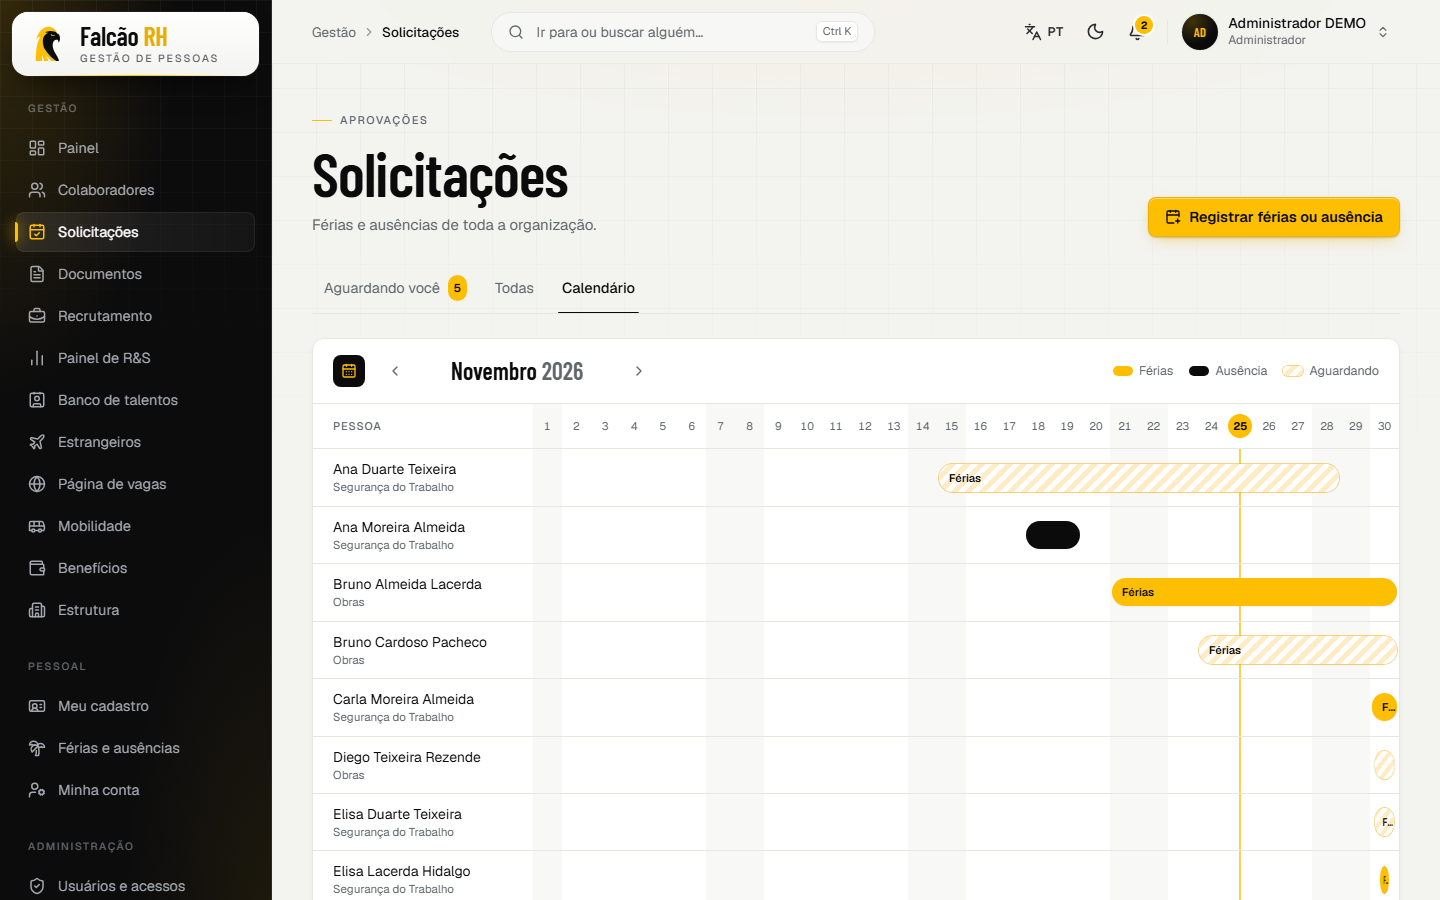 Falcão RH
GESTÃO DE PESSOAS
GESTÃO
Painel
Colaboradores
Solicitações
Documentos
Recrutamento
Painel de R&S
Banco de talentos
Estrangeiros
Página de vagas
Mobilidade
Benefícios
Estrutura
PESSOAL
Meu cadastro
Férias e ausências
Minha conta
ADMINISTRAÇÃO
Usuários e acessos
Gestão > Solicitações
Ir para ou buscar alguém... Ctrl K
PT
2
AD
Administrador DEMO
Administrador
APROVAÇÕES
Solicitações
Férias e ausências de toda a organização.
Registrar férias ou ausência
Aguardando você 5 Todas Calendário
Novembro 2026
Férias Ausência Aguardando
PESSOA 1 2 3 4 5 6 7 8 9 10 11 12 13 14 15 16 17 18 19 20 21 22 23 24 25 26 27 28 29 30
Ana Duarte Teixeira
Segurança do Trabalho
Férias
Ana Moreira Almeida
Segurança do Trabalho
Bruno Almeida Lacerda
Obras
Férias
Bruno Cardoso Pacheco
Obras
Férias
Carla Moreira Almeida
Segurança do Trabalho
F...
Diego Teixeira Rezende
Obras
Elisa Duarte Teixeira
Segurança do Trabalho
F...
Elisa Lacerda Hidalgo
Segurança do Trabalho